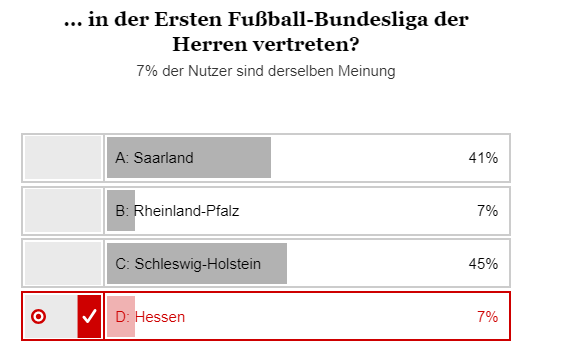 ... in der Ersten Fußball-Bundesliga der
Herren vertreten?
7% der Nutzer sind derselben Meinung
A: Saarland 41%
B: Rheinland-Pfalz 7%
C: Schleswig-Holstein 45%
D: Hessen 7%